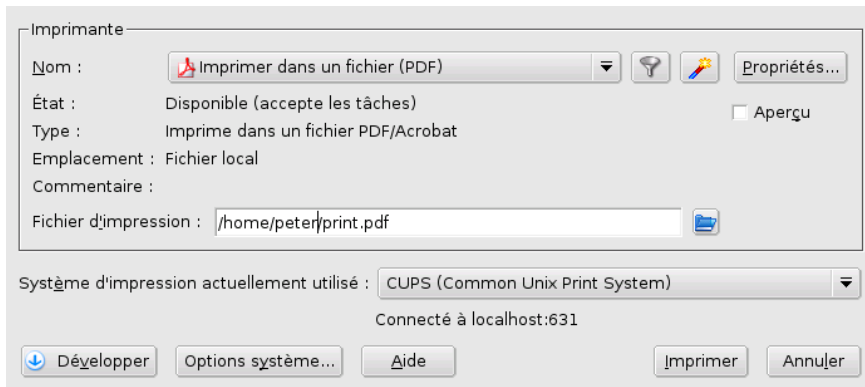 Imprimante
Nom : Imprimer dans un fichier (PDF) Propriétés...
État : Disponible (accepte les tâches)
Aperçu
Type : Imprime dans un fichier PDF/Acrobat
Emplacement : Fichier local
Commentaire :
Fichier d'impression : /home/peter/print.pdf
Système d'impression actuellement utilisé : CUPS (Common Unix Print System)
Connecté à localhost:631
Développer Options système... Aide Imprimer Annuler